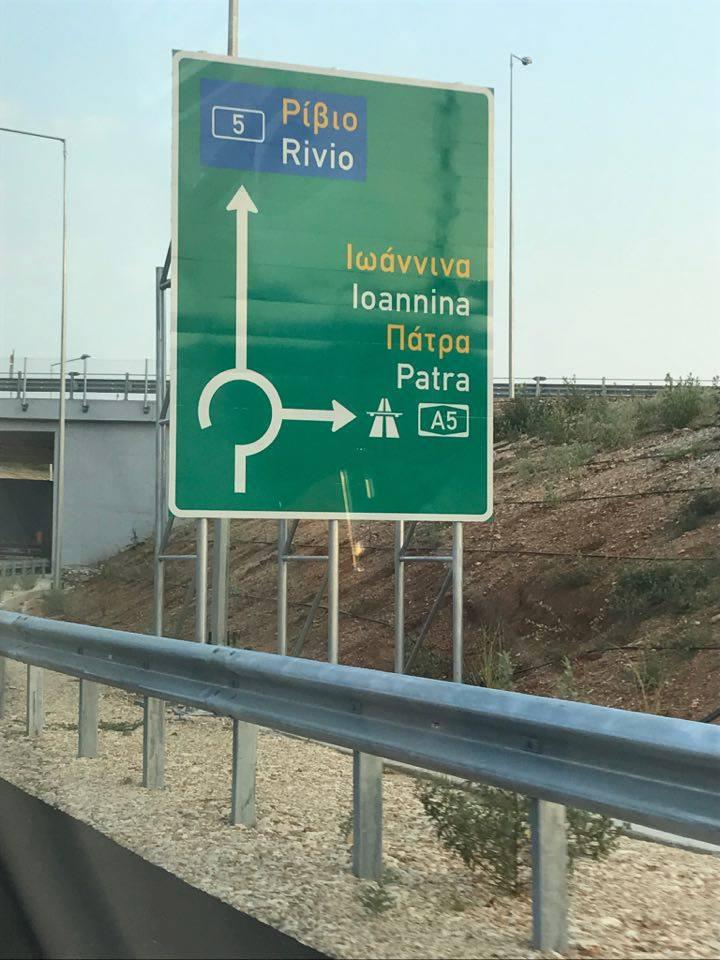 5 Ρίβιο
Rivio
Ιωάννινα
Ioannina
Πάτρα
Patra
A5